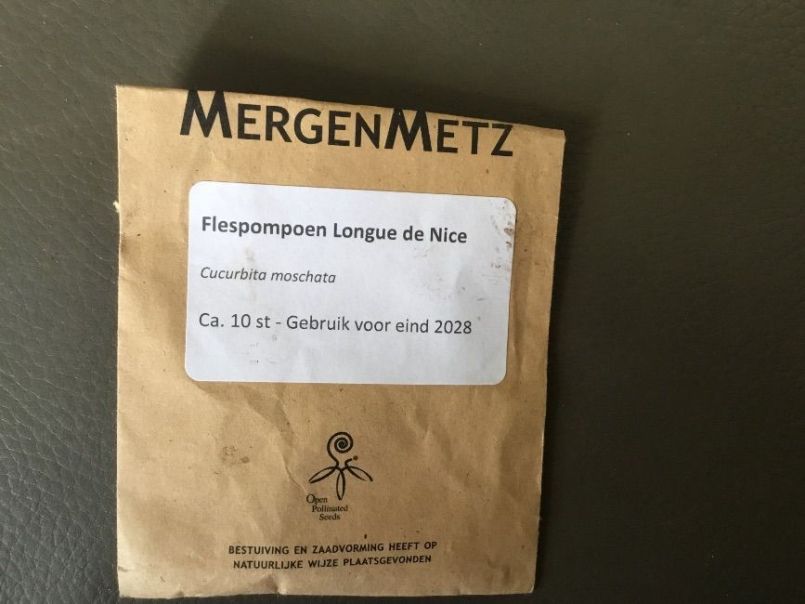 MERGENMETZ
Flespompoen Longue de Nice
Cucurbita moschata
Ca. 10 st - Gebruik voor eind 2028
Open
Pollinated
Seeds
BESTUIVING EN ZAADVORMING HEEFT OP
NATUURLIJKE WIJZE PLAATSGEVONDEN